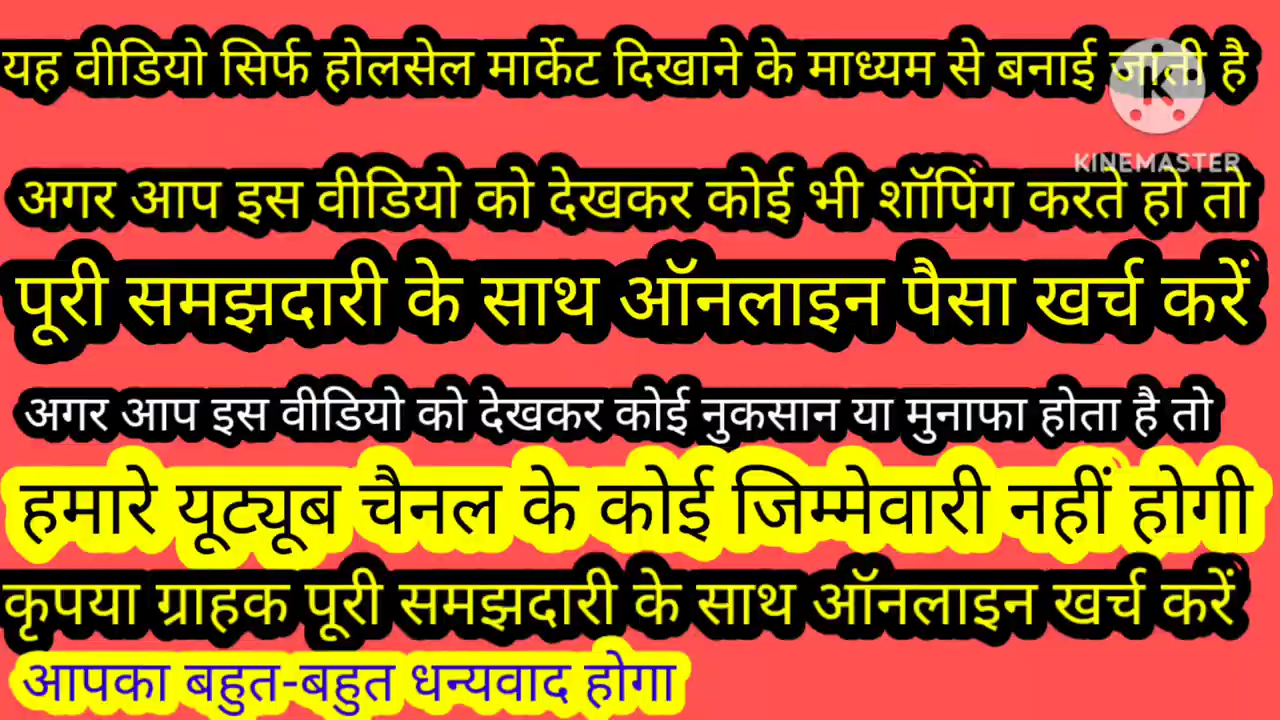 यह वीडियो सिर्फ होलसेल मार्केट दिखाने के माध्यम से बनाई जाती है
KINEMASTER
अगर आप इस वीडियो को देखकर कोई भी शॉपिंग करते हो तो
पूरी समझदारी के साथ ऑनलाइन पैसा खर्च करें
अगर आप इस वीडियो को देखकर कोई नुकसान या मुनाफा होता है तो
हमारे यूट्यूब चैनल के कोई जिम्मेवारी नहीं होगी
कृपया ग्राहक पूरी समझदारी के साथ ऑनलाइन खर्च करें
आपका बहुत-बहुत धन्यवाद होगा